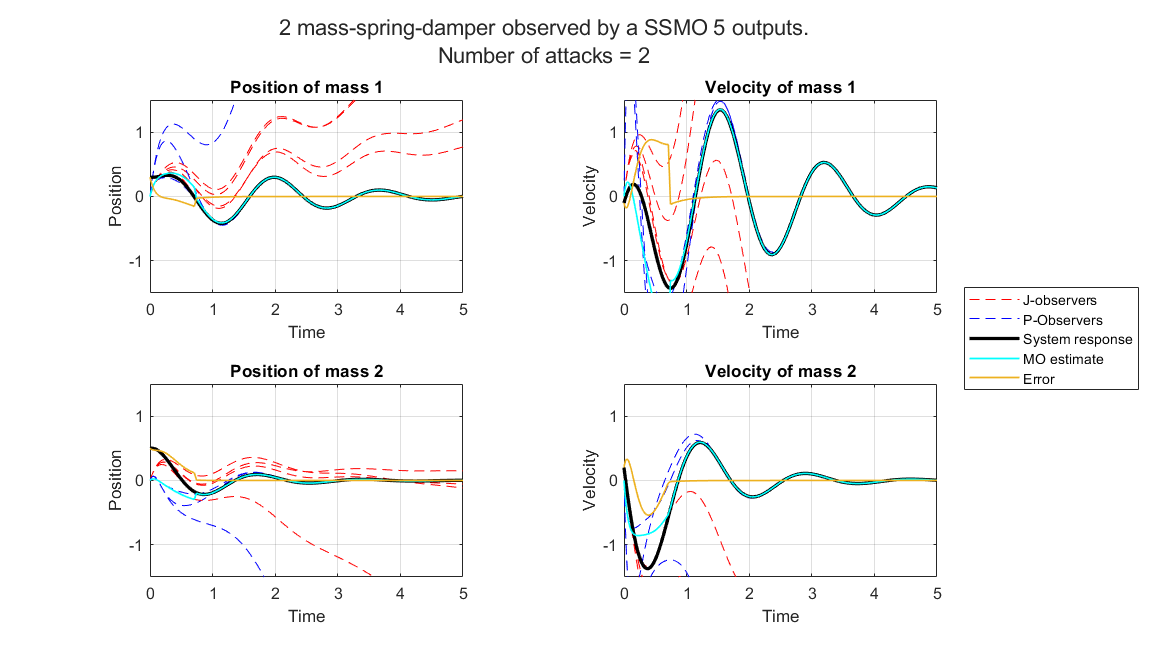 2 mass-spring-damper observed by a SSMO 5 outputs.
Number of attacks = 2
Position of mass 1
Position
1
0
-1
0 1 2 3 4 5
Time
Velocity of mass 1
Velocity
1
0
-1
0 1 2 3 4 5
Time
J-observers
P-Observers
System response
MO estimate
Error
Position of mass 2
Position
1
0
-1
0 1 2 3 4 5
Time
Velocity of mass 2
Velocity
1
0
-1
0 1 2 3 4 5
Time